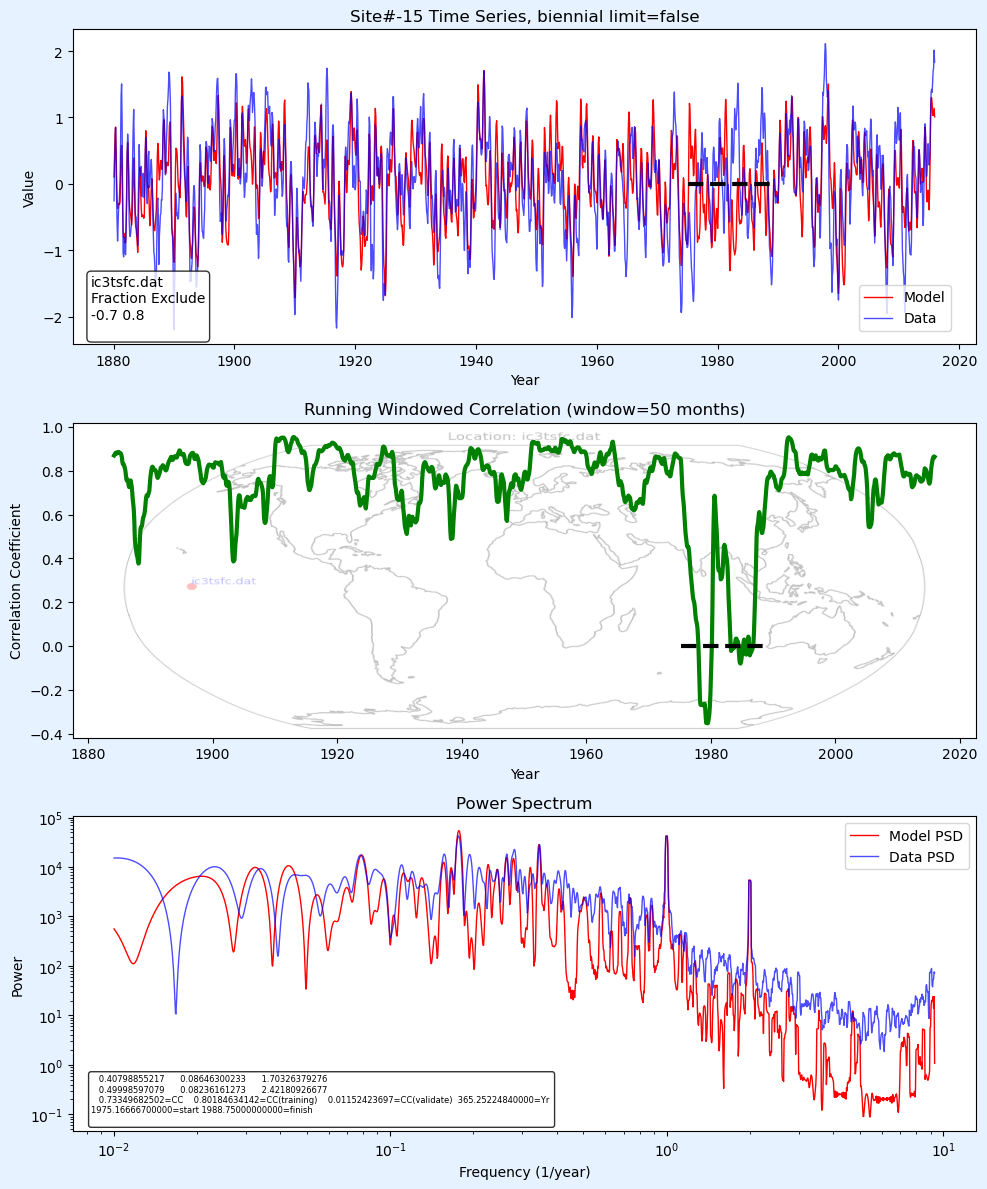 Site#-15 Time Series, biennial limit=false
2
1
0
−1
−2
Value
ic3tsfc.dat
Fraction Exclude
-0.7 0.8
Model
Data
1880 1900 1920 1940 1960 1980 2000 2020
Year
Running Windowed Correlation (window=50 months)
1.0
0.8
0.6
0.4
0.2
0.0
−0.2
−0.4
Correlation Coefficient
Location: ic3tsfc.dat
ic3tsfc.dat
1880 1900 1920 1940 1960 1980 2000 2020
Year
Power Spectrum
10⁵
10⁴
10³
10²
10¹
10⁰
10⁻¹
Power
Model PSD
Data PSD
0.40798855217 0.08646300233 1.70326379276
0.49998597079 0.08236161273 2.42180926677
0.73349682502=CC 0.80184634142=CC(training) 0.01152423697=CC(validate) 365.25224840000=Yr
1975.16666700000=start 1988.75000000000=finish
10⁻² 10⁻¹ 10⁰ 10¹
Frequency (1/year)